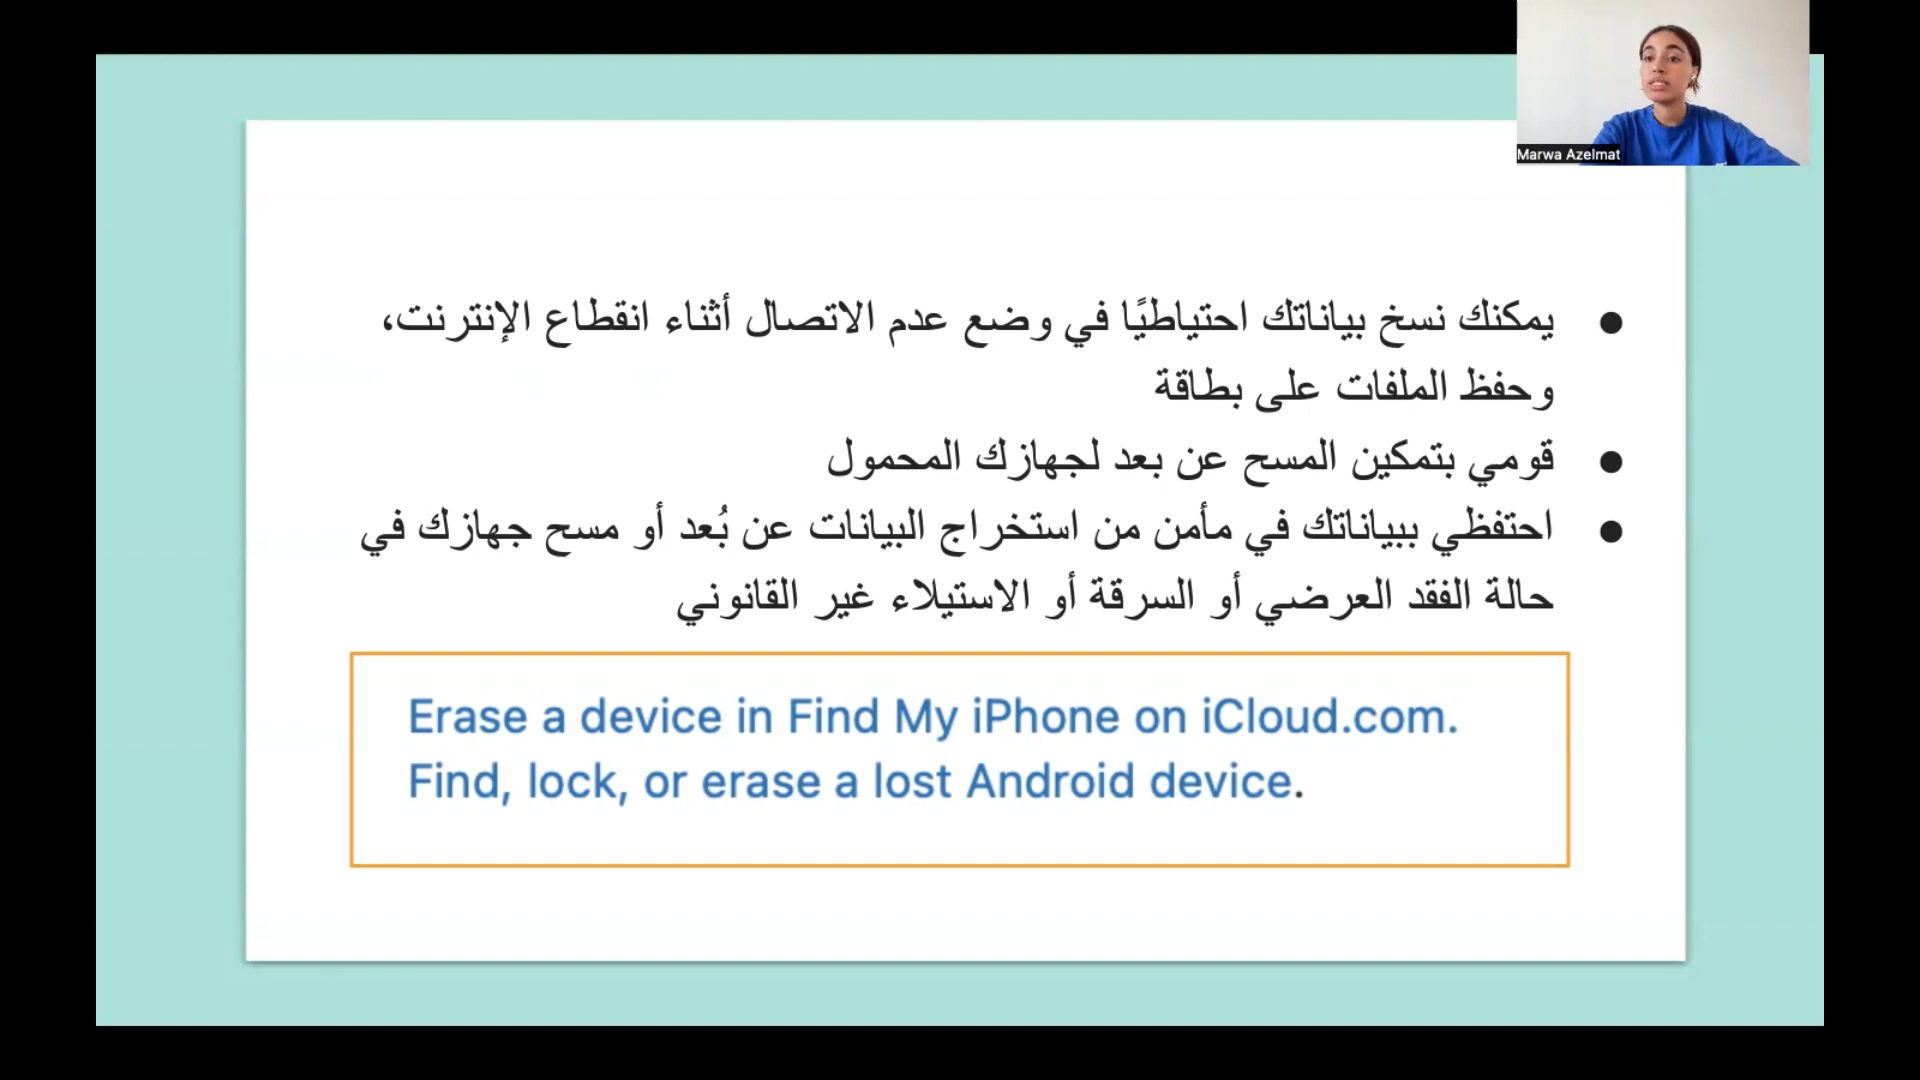 Marwa Azelmat
● يمكنك نسخ بياناتك احتياطيًا في وضع عدم الاتصال أثناء انقطاع الإنترنت،
وحفظ الملفات على بطاقة
● قومي بتمكين المسح عن بعد لجهازك المحمول
● احتفظي ببياناتك في مأمن من استخراج البيانات عن بُعد أو مسح جهازك في
حالة الفقد العرضي أو السرقة أو الاستيلاء غير القانوني
Erase a device in Find My iPhone on iCloud.com.
Find, lock, or erase a lost Android device.